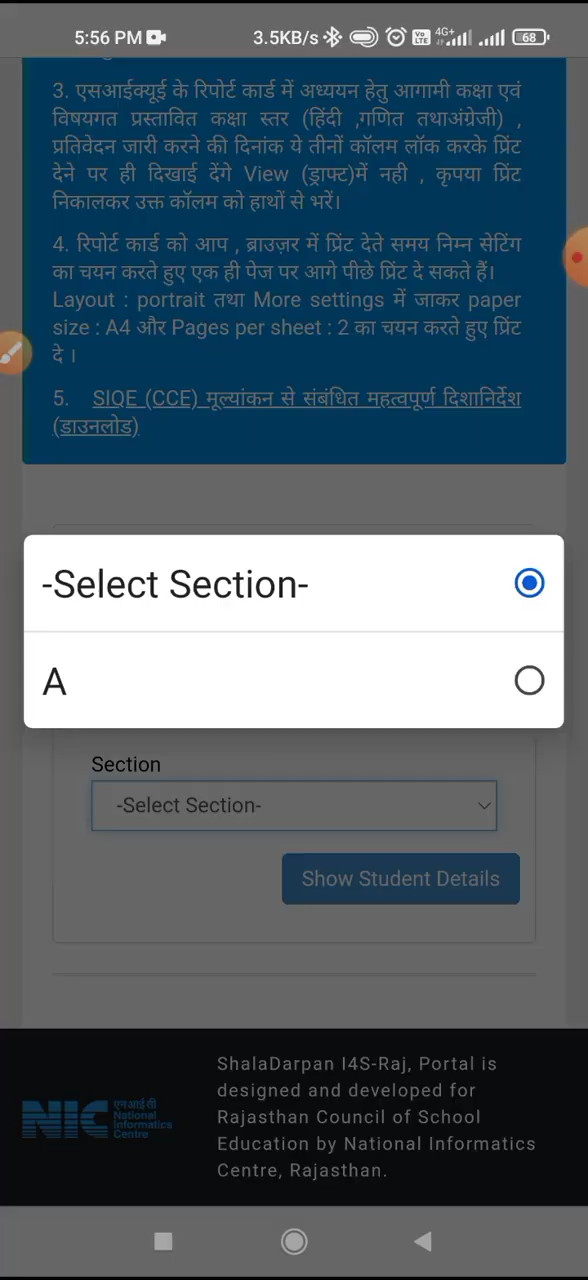 5:56 PM
3.5KB/s
Vo LTE
4G+
68
3. एसआईक्यूई के रिपोर्ट कार्ड में अध्ययन हेतु आगामी कक्षा एवं
विषयगत प्रस्तावित कक्षा स्तर (हिंदी ,गणित तथाअंग्रेजी) ,
प्रतिवेदन जारी करने की दिनांक ये तीनों कॉलम लॉक करके प्रिंट
देने पर ही दिखाई देंगे View (ड्राफ्ट)में नही , कृपया प्रिंट
निकालकर उक्त कॉलम को हाथों से भरें।
4. रिपोर्ट कार्ड को आप , ब्राउज़र में प्रिंट देते समय निम्न सेटिंग
का चयन करते हुए एक ही पेज पर आगे पीछे प्रिंट दे सकते हैं।
Layout : portrait तथा More settings में जाकर paper
size : A4 और Pages per sheet : 2 का चयन करते हुए प्रिंट
दे ।
5. SIQE (CCE) मूल्यांकन से संबंधित महत्वपूर्ण दिशानिर्देश
(डाउनलोड)
-Select Section-
A
Section
-Select Section-
Show Student Details
NIC
एनआईसी
National
Informatics
Centre
ShalaDarpan I4S-Raj, Portal is
designed and developed for
Rajasthan Council of School
Education by National Informatics
Centre, Rajasthan.